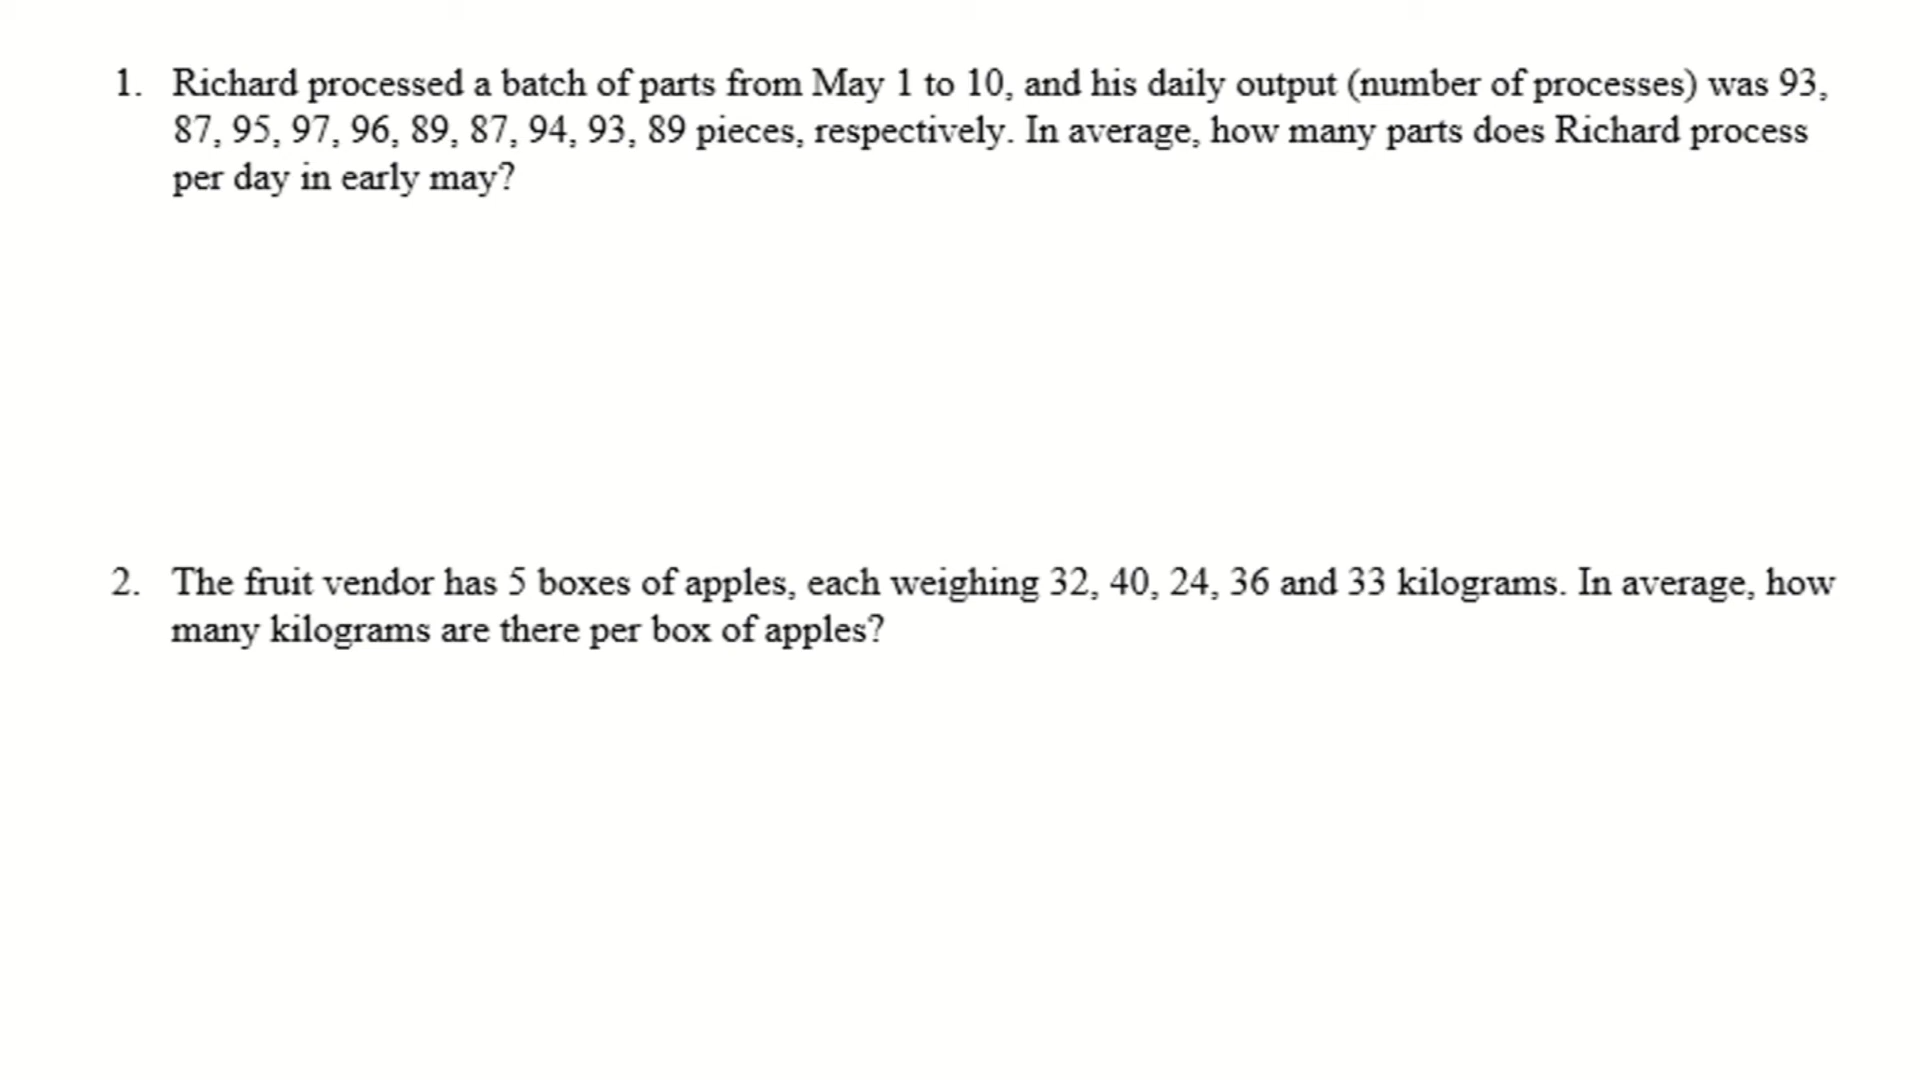 1. Richard processed a batch of parts from May 1 to 10, and his daily output (number of processes) was 93,
87, 95, 97, 96, 89, 87, 94, 93, 89 pieces, respectively. In average, how many parts does Richard process
per day in early may?
2. The fruit vendor has 5 boxes of apples, each weighing 32, 40, 24, 36 and 33 kilograms. In average, how
many kilograms are there per box of apples?